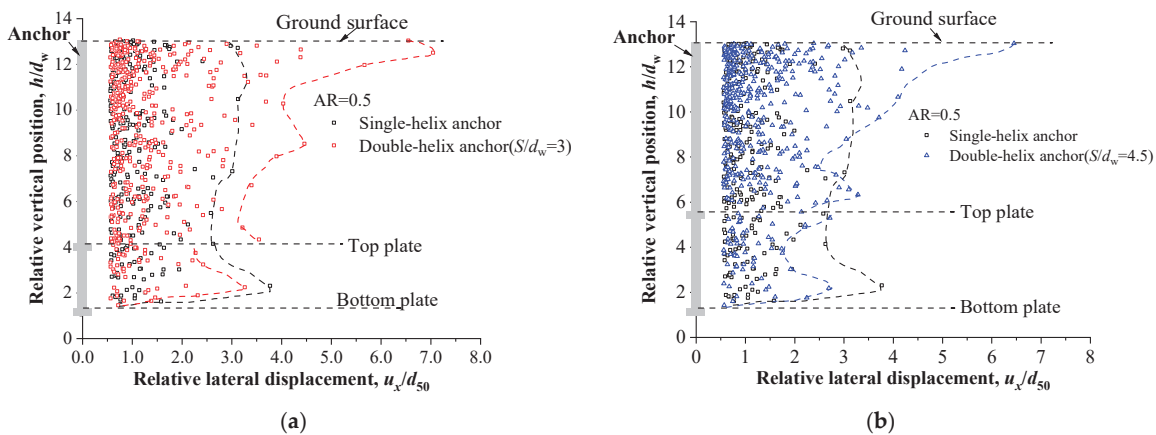 14
Ground surface
Anchor
12
10
AR=0.5
Single-helix anchor
Double-helix anchor(S/dw=3)
8
6
Top plate
4
2
Bottom plate
0
0.0 1.0 2.0 3.0 4.0 5.0 6.0 7.0 8.0
Relative vertical position, h/dw
Relative lateral displacement, ux/d50
(a)
14
Ground surface
Anchor
12
10
AR=0.5
Single-helix anchor
Double-helix anchor(S/dw=4.5)
8
6
Top plate
4
2
Bottom plate
0
0 1 2 3 4 5 6 7 8
Relative vertical position, h/dw
Relative lateral displacement, ux/d50
(b)